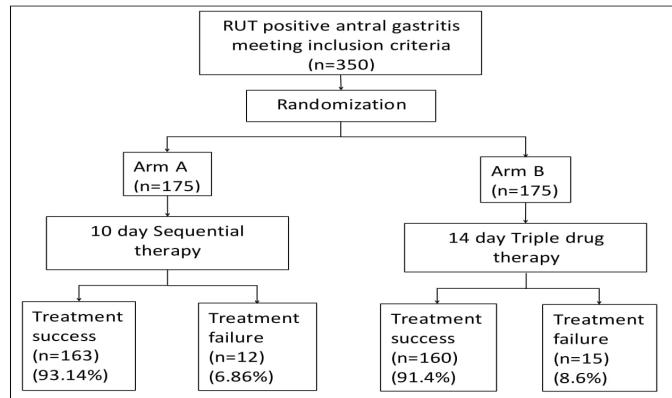 RUT positive antral gastritis
meeting inclusion criteria
(n=350)
Randomization
Arm A
(n=175)
Arm B
(n=175)
10 day Sequential
therapy
14 day Triple drug
therapy
Treatment
success
(n=163)
(93.14%)
Treatment
failure
(n=12)
(6.86%)
Treatment
success
(n=160)
(91.4%)
Treatment
failure
(n=15)
(8.6%)